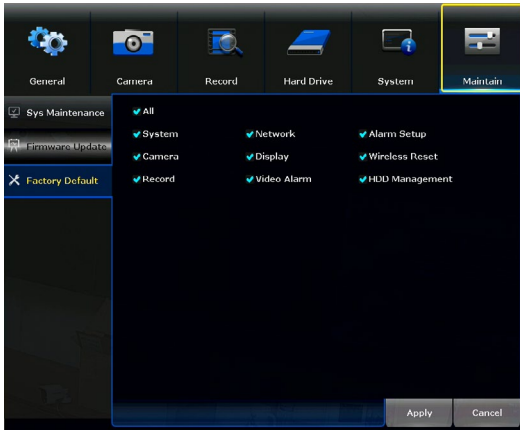 General Camera Record Hard Drive System Maintain
Sys Maintenance
Firmware Update
Factory Default
All
System Network Alarm Setup
Camera Display Wireless Reset
Record Video Alarm HDD Management
Apply Cancel